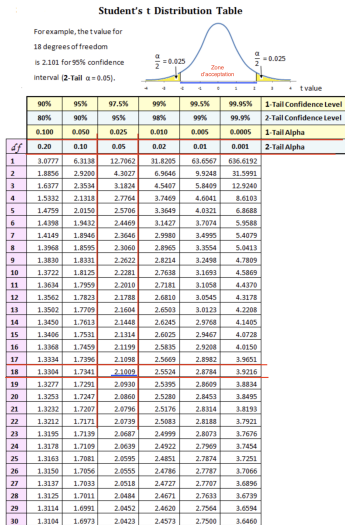 Student's t Distribution Table
For example, the t value for
18 degrees of freedom
is 2.101 for 95% confidence
interval (2-Tail α = 0.05).
α/2 = 0.025
Zone d'acceptation
α/2 = 0.025
-4 -3 -2 -1 0 1 2 3 4
t value
90% 95% 97.5% 99% 99.5% 99.95% 1-Tail Confidence Level
80% 90% 95% 98% 99% 99.9% 2-Tail Confidence Level
0.100 0.050 0.025 0.010 0.005 0.0005 1-Tail Alpha
df 0.20 0.10 0.05 0.02 0.01 0.001 2-Tail Alpha
1 3.0777 6.3138 12.7062 31.8205 63.6567 636.6192
2 1.8856 2.9200 4.3027 6.9646 9.9248 31.5991
3 1.6377 2.3534 3.1824 4.5407 5.8409 12.9240
4 1.5332 2.1318 2.7764 3.7469 4.6041 8.6103
5 1.4759 2.0150 2.5706 3.3649 4.0321 6.8688
6 1.4398 1.9432 2.4469 3.1427 3.7074 5.9588
7 1.4149 1.8946 2.3646 2.9980 3.4995 5.4079
8 1.3968 1.8595 2.3060 2.8965 3.3554 5.0413
9 1.3830 1.8331 2.2622 2.8214 3.2498 4.7809
10 1.3722 1.8125 2.2281 2.7638 3.1693 4.5869
11 1.3634 1.7959 2.2010 2.7181 3.1058 4.4370
12 1.3562 1.7823 2.1788 2.6810 3.0545 4.3178
13 1.3502 1.7709 2.1604 2.6503 3.0123 4.2208
14 1.3450 1.7613 2.1448 2.6245 2.9768 4.1405
15 1.3406 1.7531 2.1314 2.6025 2.9467 4.0728
16 1.3368 1.7459 2.1199 2.5835 2.9208 4.0150
17 1.3334 1.7396 2.1098 2.5669 2.8982 3.9651
18 1.3304 1.7341 2.1009 2.5524 2.8784 3.9216
19 1.3277 1.7291 2.0930 2.5395 2.8609 3.8834
20 1.3253 1.7247 2.0860 2.5280 2.8453 3.8495
21 1.3232 1.7207 2.0796 2.5176 2.8314 3.8193
22 1.3212 1.7171 2.0739 2.5083 2.8188 3.7921
23 1.3195 1.7139 2.0687 2.4999 2.8073 3.7676
24 1.3178 1.7109 2.0639 2.4922 2.7969 3.7454
25 1.3163 1.7081 2.0595 2.4851 2.7874 3.7251
26 1.3150 1.7056 2.0555 2.4786 2.7787 3.7066
27 1.3137 1.7033 2.0518 2.4727 2.7707 3.6896
28 1.3125 1.7011 2.0484 2.4671 2.7633 3.6739
29 1.3114 1.6991 2.0452 2.4620 2.7564 3.6594
30 1.3104 1.6973 2.0423 2.4573 2.7500 3.6460